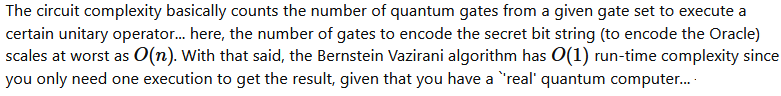 The circuit complexity basically counts the number of quantum gates from a given gate set to execute a
certain unitary operator... here, the number of gates to encode the secret bit string (to encode the Oracle)
scales at worst as O(n). With that said, the Bernstein Vazirani algorithm has O(1) run-time complexity since
you only need one execution to get the result, given that you have a `'real' quantum computer... ·